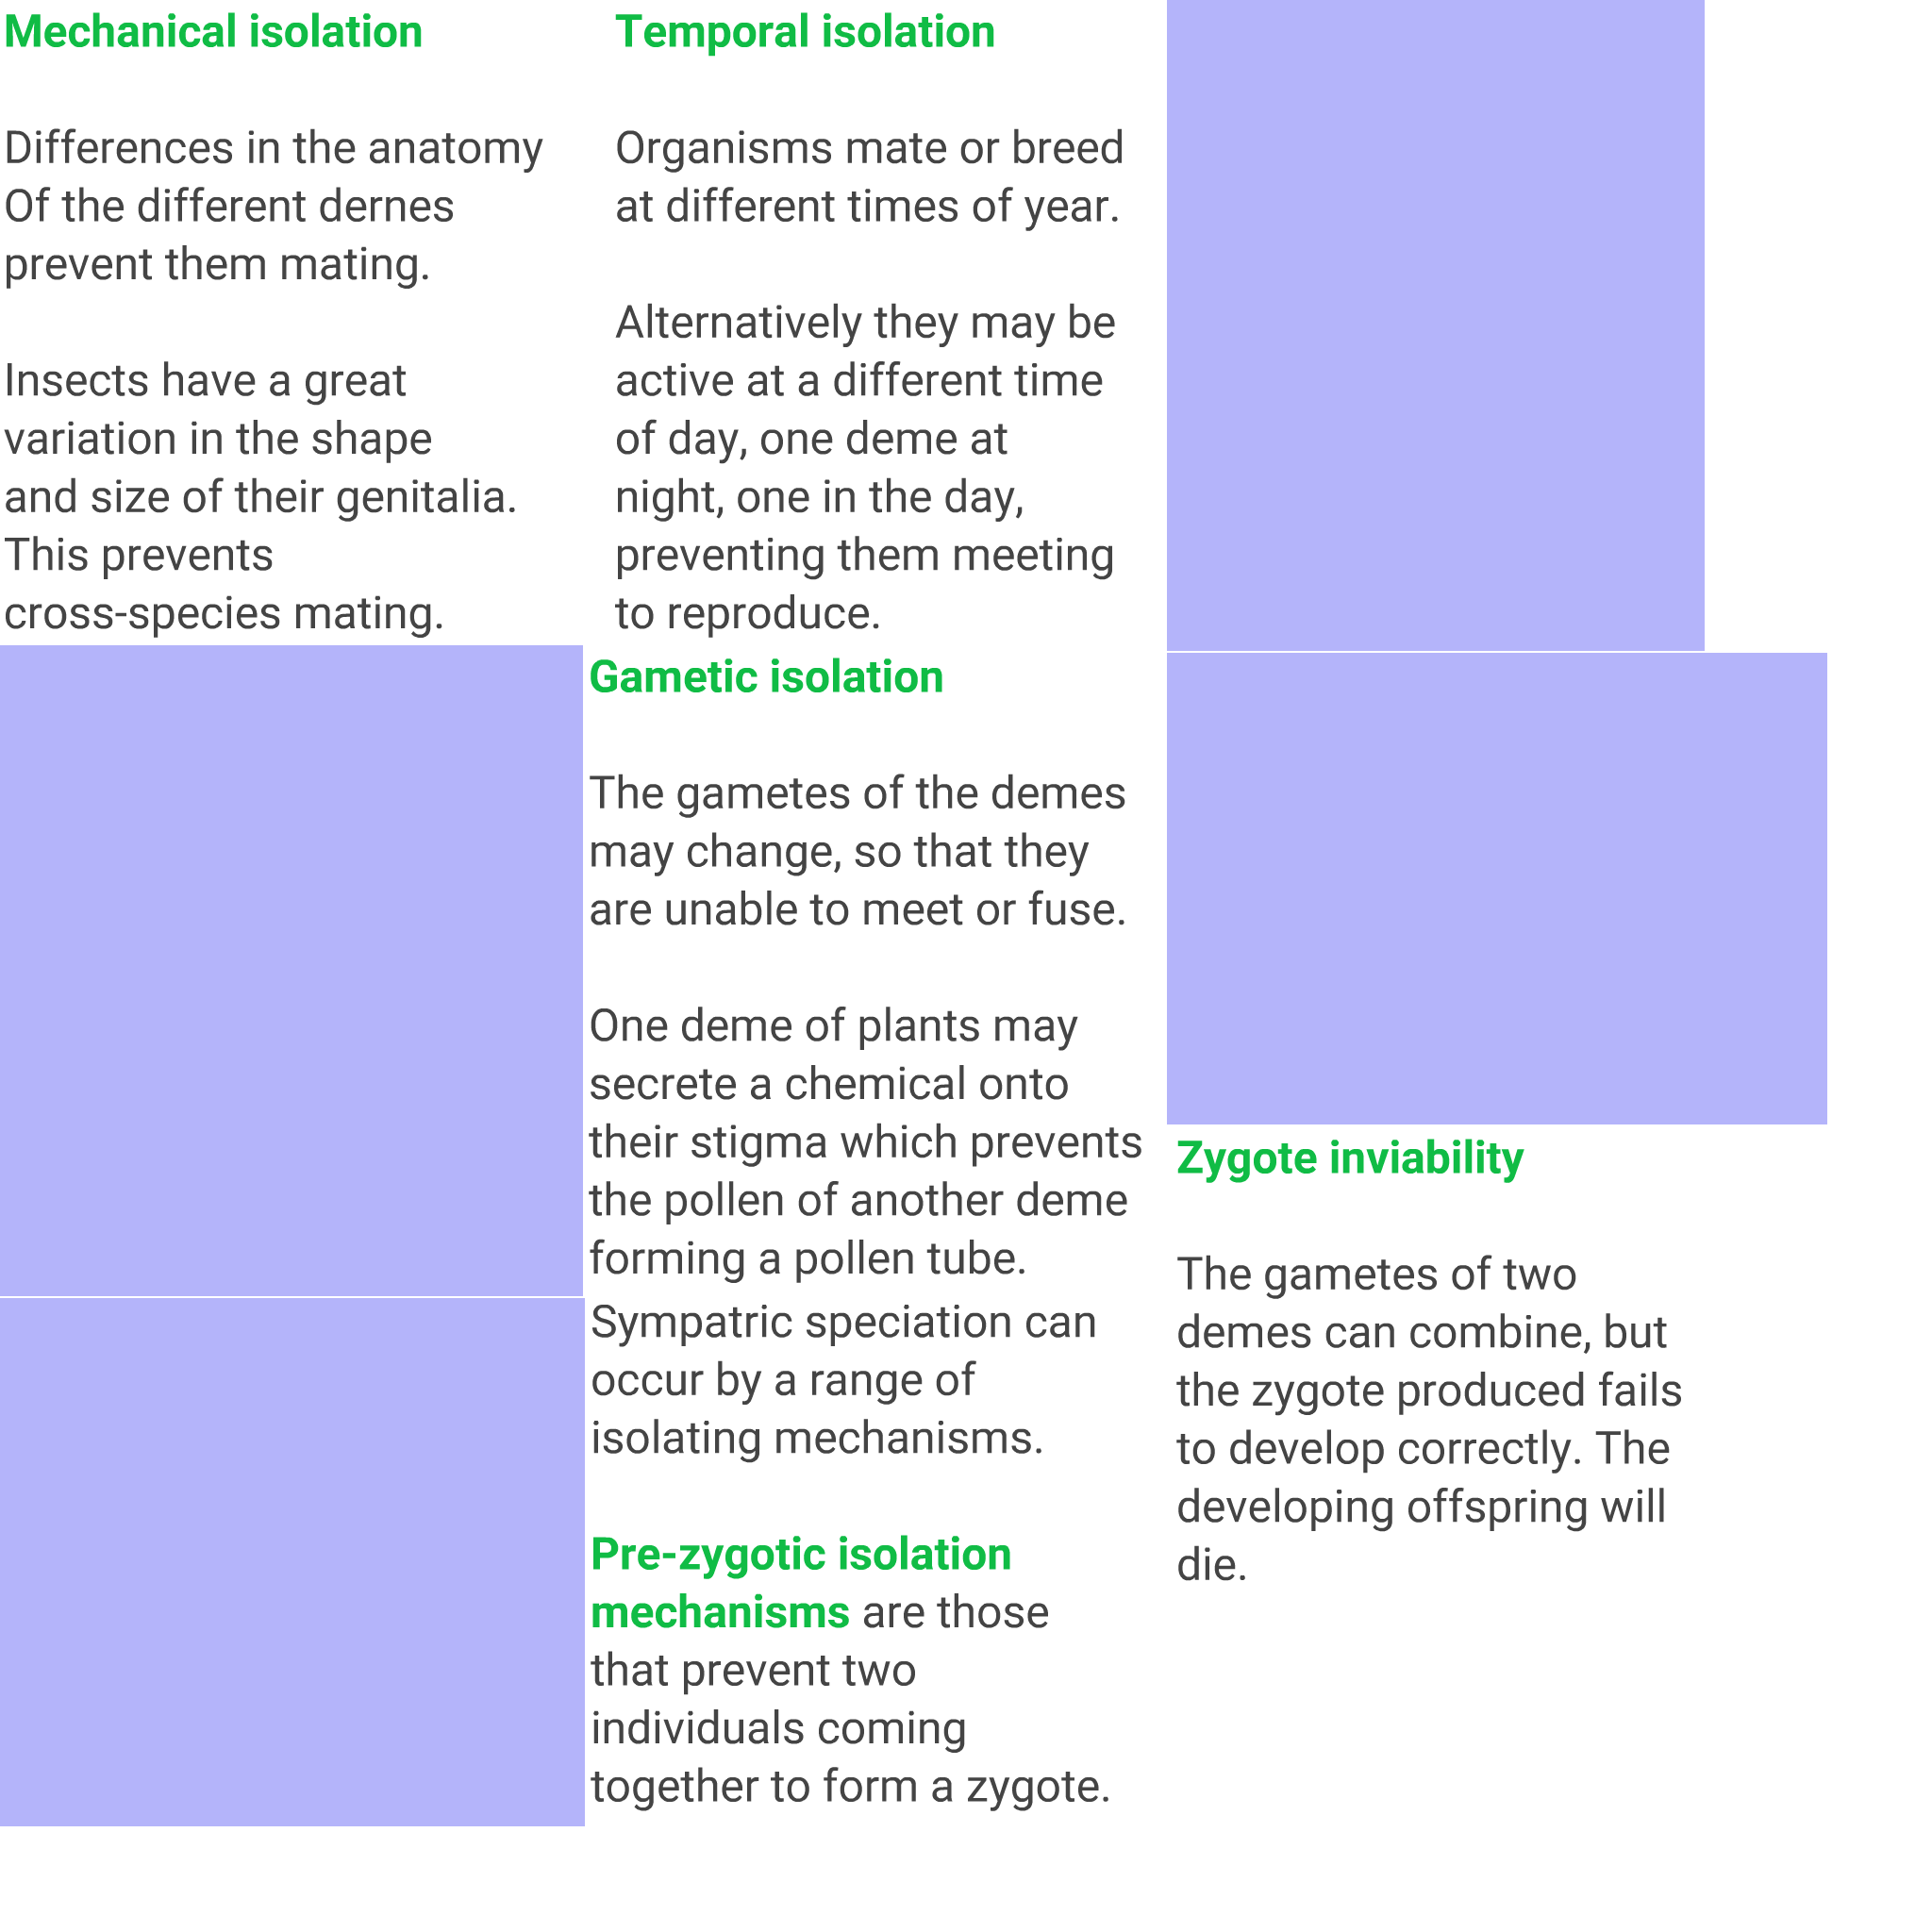 Mechanical isolation
Differences in the anatomy
Of the different dernes
prevent them mating.
Insects have a great
variation in the shape
and size of their genitalia.
This prevents
cross-species mating.
Temporal isolation
Organisms mate or breed
at different times of year.
Alternatively they may be
active at a different time
of day, one deme at
night, one in the day,
preventing them meeting
to reproduce.
Gametic isolation
The gametes of the demes
may change, so that they
are unable to meet or fuse.
One deme of plants may
secrete a chemical onto
their stigma which prevents
the pollen of another deme
forming a pollen tube.
Sympatric speciation can
occur by a range of
isolating mechanisms.
Pre-zygotic isolation
mechanisms are those
that prevent two
individuals coming
together to form a zygote.
Zygote inviability
The gametes of two
demes can combine, but
the zygote produced fails
to develop correctly. The
developing offspring will
die.